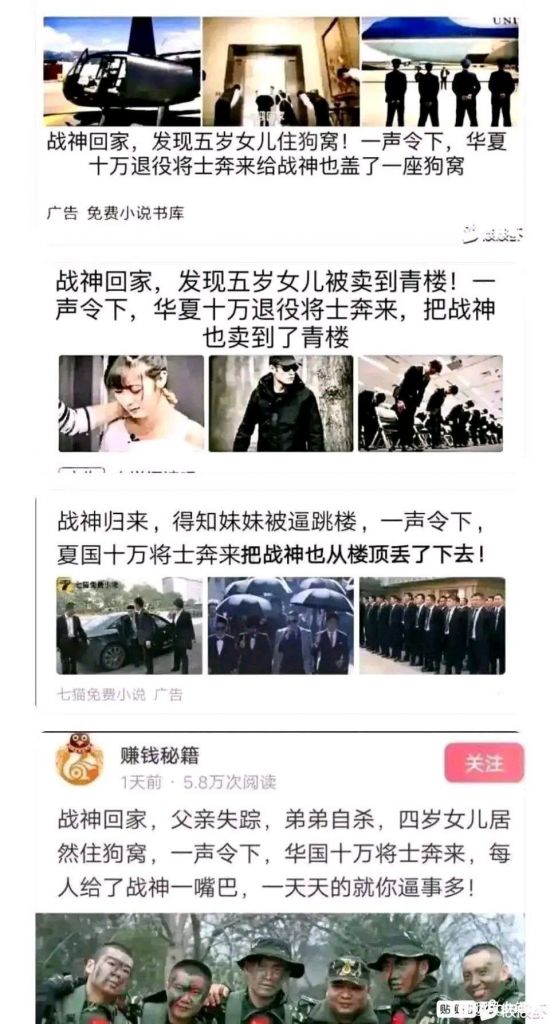 UNI
战神回家，发现五岁女儿住狗窝！一声令下，华夏
十万退役将士奔来给战神也盖了一座狗窝
广告 免费小说书库
战神回家，发现五岁女儿被卖到青楼！一
声令下，华夏十万退役将士奔来，把战神
也卖到了青楼
战神归来，得知妹妹被逼跳楼，一声令下，
夏国十万将士奔来把战神也从楼顶丢了下去！
七猫免费小说
七猫免费小说 广告
赚钱秘籍
关注
1天前 · 5.8万次阅读
战神回家，父亲失踪，弟弟自杀，四岁女儿居
然住狗窝，一声令下，华国十万将士奔来，每
人给了战神一嘴巴，一天天的就你逼事多！